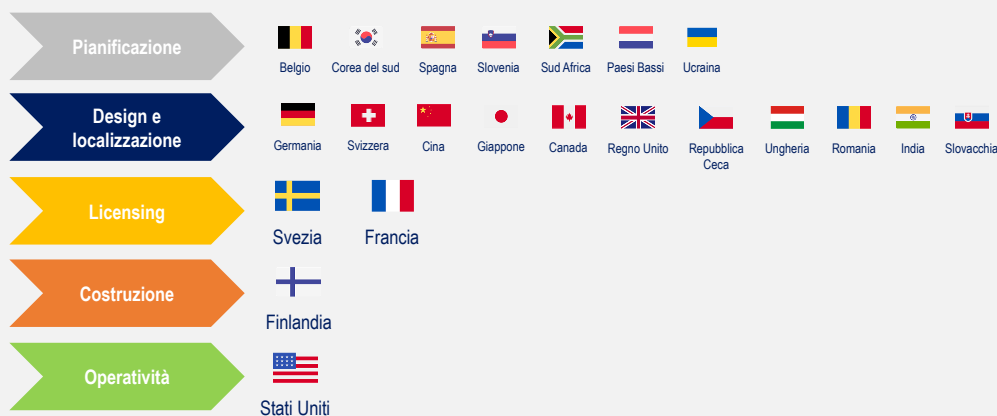 Pianificazione
Belgio Corea del sud Spagna Slovenia Sud Africa Paesi Bassi Ucraina
Design e
localizzazione
Germania Svizzera Cina Giappone Canada Regno Unito Repubblica Ungheria Romania India Slovacchia
Ceca
Licensing
Svezia Francia
Costruzione
Finlandia
Operatività
Stati Uniti